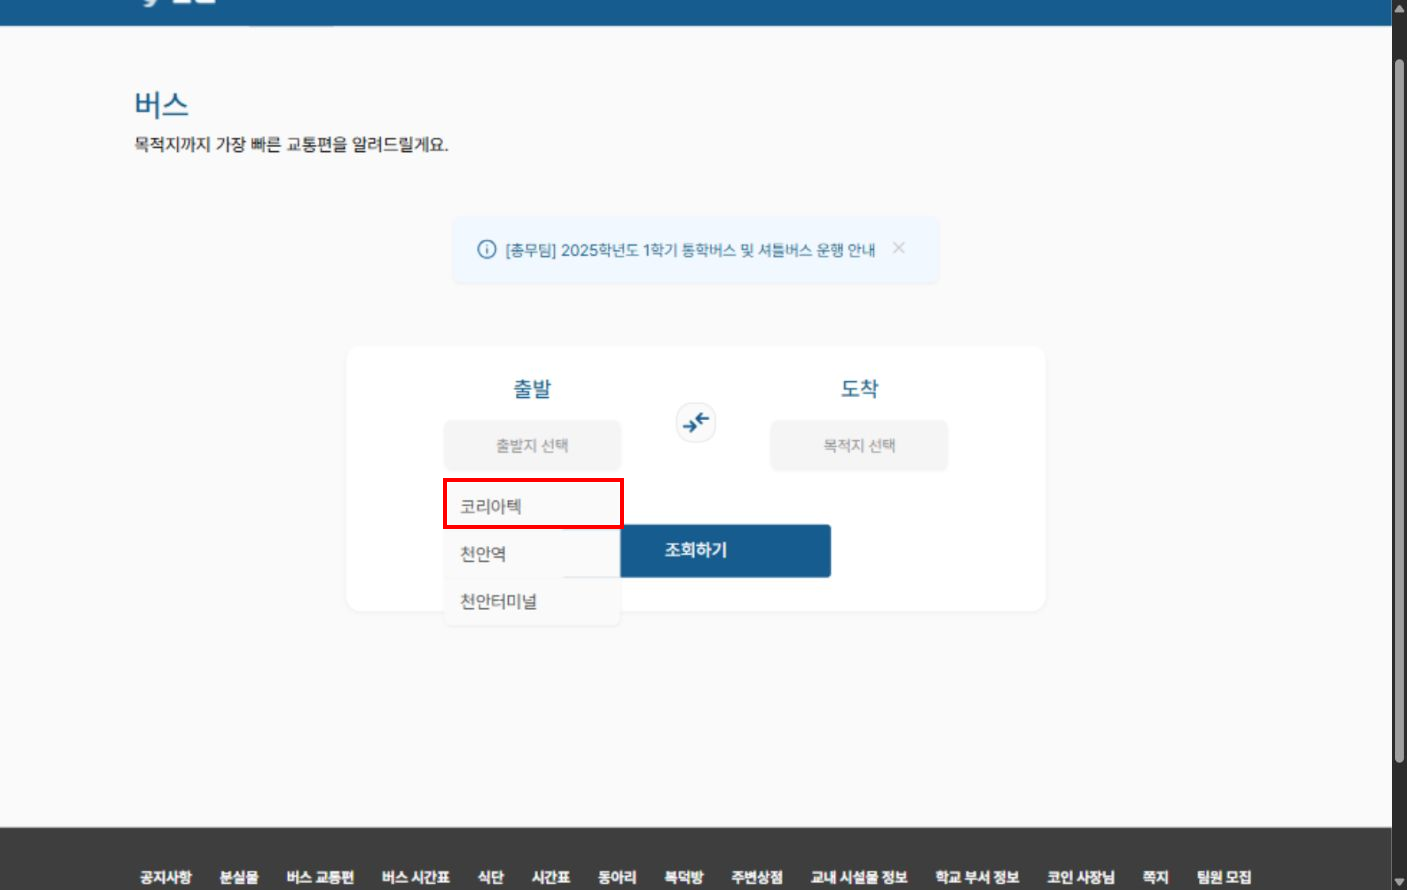 버스
목적지까지 가장 빠른 교통편을 알려드릴게요.
[총무팀] 2025학년도 1학기 통학버스 및 셔틀버스 운행 안내
출발
도착
출발지 선택
목적지 선택
코리아텍
천안역
조회하기
천안터미널
공지사항 분실물 버스 교통편 버스 시간표 식단 시간표 동아리 복덕방 주변상점 교내 시설물 정보 학교 부서 정보 코인 사장님 쪽지 팀원 모집